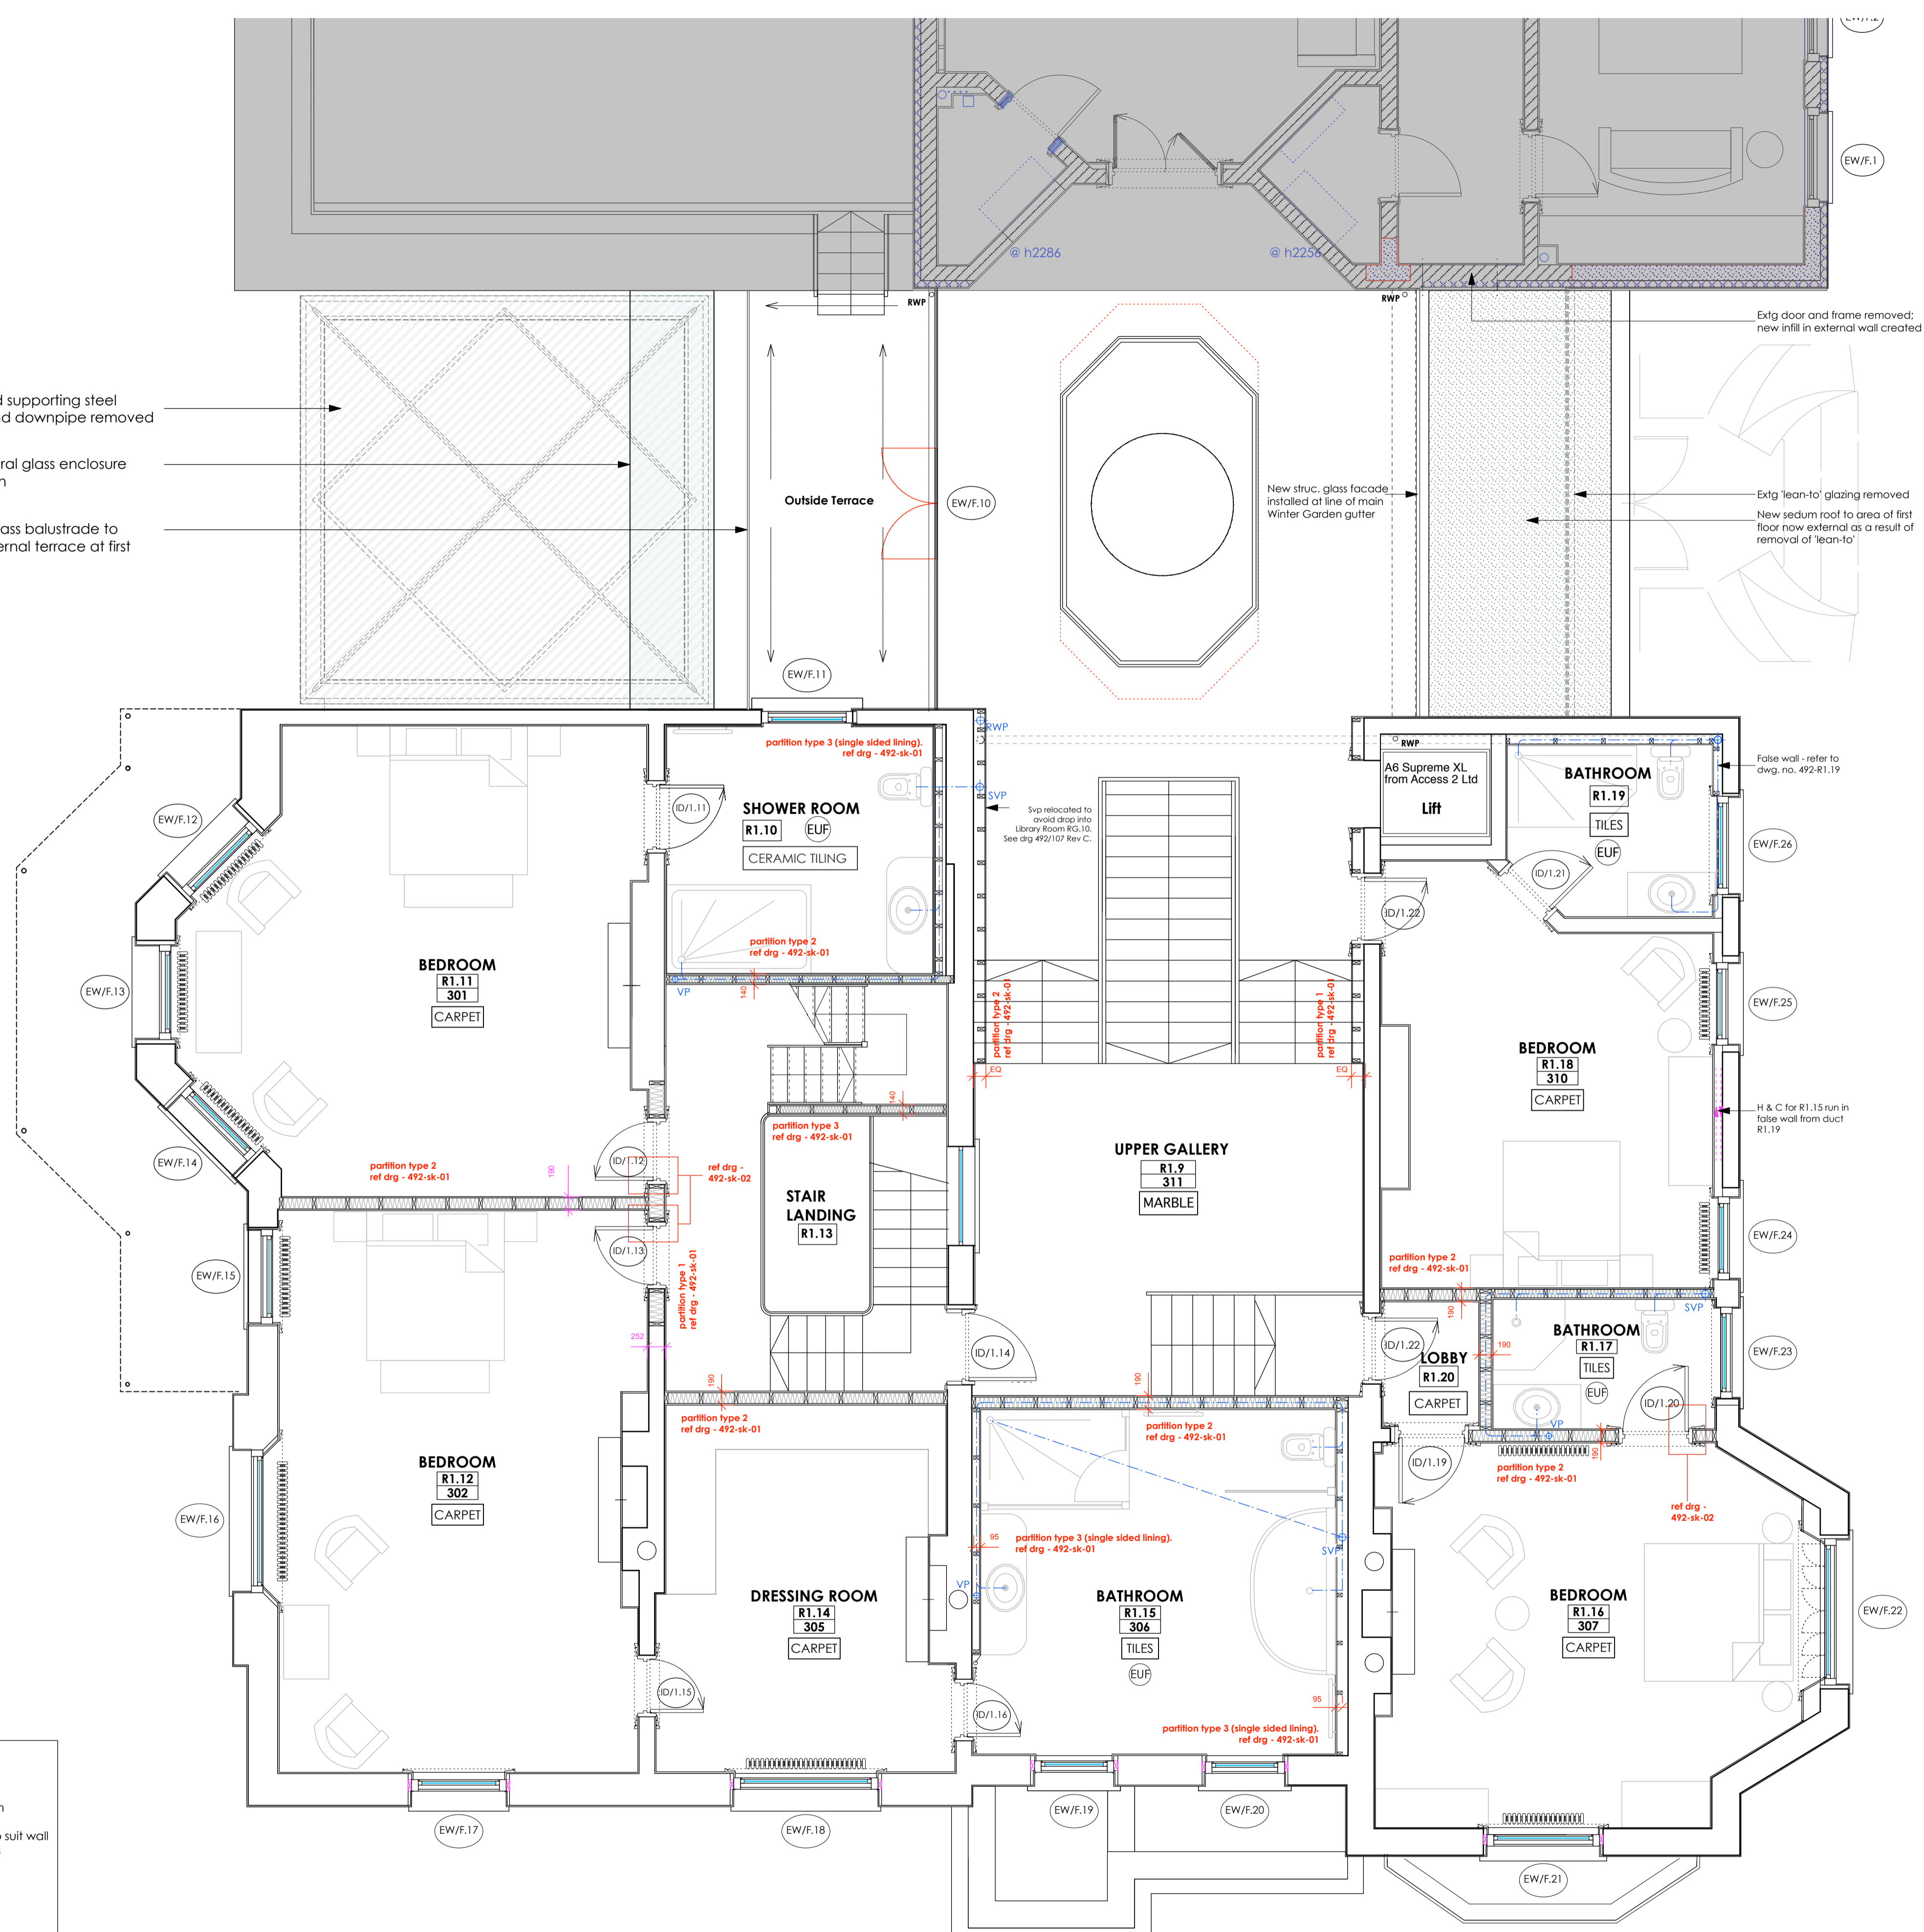 EW/F.1
@ h2286
@ h2256
RWP
RWP
Extg door and frame removed;
new infill in external wall created
supporting steel
downpipe removed
glass enclosure
balustrade to
terrace at first
Outside Terrace
EW/F.10
New struc. glass facade
installed at line of main
Winter Garden gutter
Extg 'lean-to' glazing removed
New sedum roof to area of first
floor now external as a result of
removal of 'lean-to'
EW/F.11
partition type 3 (single sided lining).
ref drg - 492-sk-01
RWP
SVP
Svp relocated to
avoid drop into
Library Room RG.10.
See drg 492/107 Rev C.
RWP
A6 Supreme XL
from Access 2 Ltd
Lift
BATHROOM
R1.19
TILES
EUF
False wall - refer to
dwg. no. 492-R1.19
EW/F.12
ID/1.11
SHOWER ROOM
R1.10
EUF
CERAMIC TILING
EW/F.26
ID/1.21
ID/1.22
partition type 2
ref drg - 492-sk-01
VP
140
BEDROOM
R1.11
301
CARPET
EW/F.13
partition type 2
ref drg - 492-sk-01
partition type 1
ref drg - 492-sk-01
EQ
EQ
EW/F.25
BEDROOM
R1.18
310
CARPET
140
partition type 3
ref drg - 492-sk-01
H & C for R1.15 run in
false wall from duct
R1.19
EW/F.14
partition type 2
ref drg - 492-sk-01
190
ID/1.12
ref drg -
492-sk-02
STAIR
LANDING
R1.13
UPPER GALLERY
R1.9
311
MARBLE
EW/F.24
ID/1.13
partition type 1
ref drg - 492-sk-01
EW/F.15
partition type 2
ref drg - 492-sk-01
190
SVP
252
ID/1.14
ID/1.22
LOBBY
R1.20
CARPET
190
BATHROOM
R1.17
TILES
EUF
EW/F.23
190
190
partition type 2
ref drg - 492-sk-01
partition type 2
ref drg - 492-sk-01
ID/1.20
VP
190
BEDROOM
R1.12
302
CARPET
EW/F.16
ID/1.19
partition type 2
ref drg - 492-sk-01
ref drg -
492-sk-02
95
partition type 3 (single sided lining).
ref drg - 492-sk-01
SVP
VP
DRESSING ROOM
R1.14
305
CARPET
BATHROOM
R1.15
306
TILES
EUF
BEDROOM
R1.16
307
CARPET
EW/F.22
ID/1.15
ID/1.16
95
partition type 3 (single sided lining).
ref drg - 492-sk-01
EW/F.17
EW/F.18
EW/F.19
EW/F.20
EW/F.21
suit wall